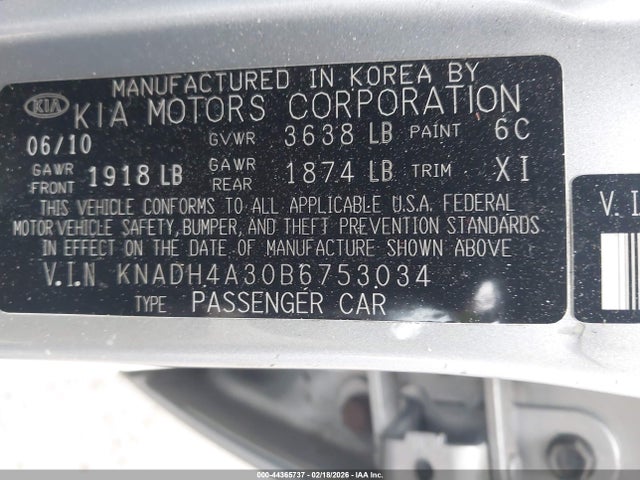 MANUFACTURED IN KOREA BY
KIA KIA MOTORS CORPORATION
06/10 GVWR 3638 LB PAINT 6C
GAWR FRONT 1918 LB GAWR REAR 1874 LB TRIM XI
THIS VEHICLE CONFORMS TO ALL APPLICABLE U.S.A. FEDERAL
MOTOR VEHICLE SAFETY, BUMPER, AND THEFT PREVENTION STANDARDS
IN EFFECT ON THE DATE OF MANUFACTURE SHOWN ABOVE
V.I.N KNADH4A30B6753034
TYPE PASSENGER CAR
V. I
000-44365737 - 02/18/2026 - IAA Inc.